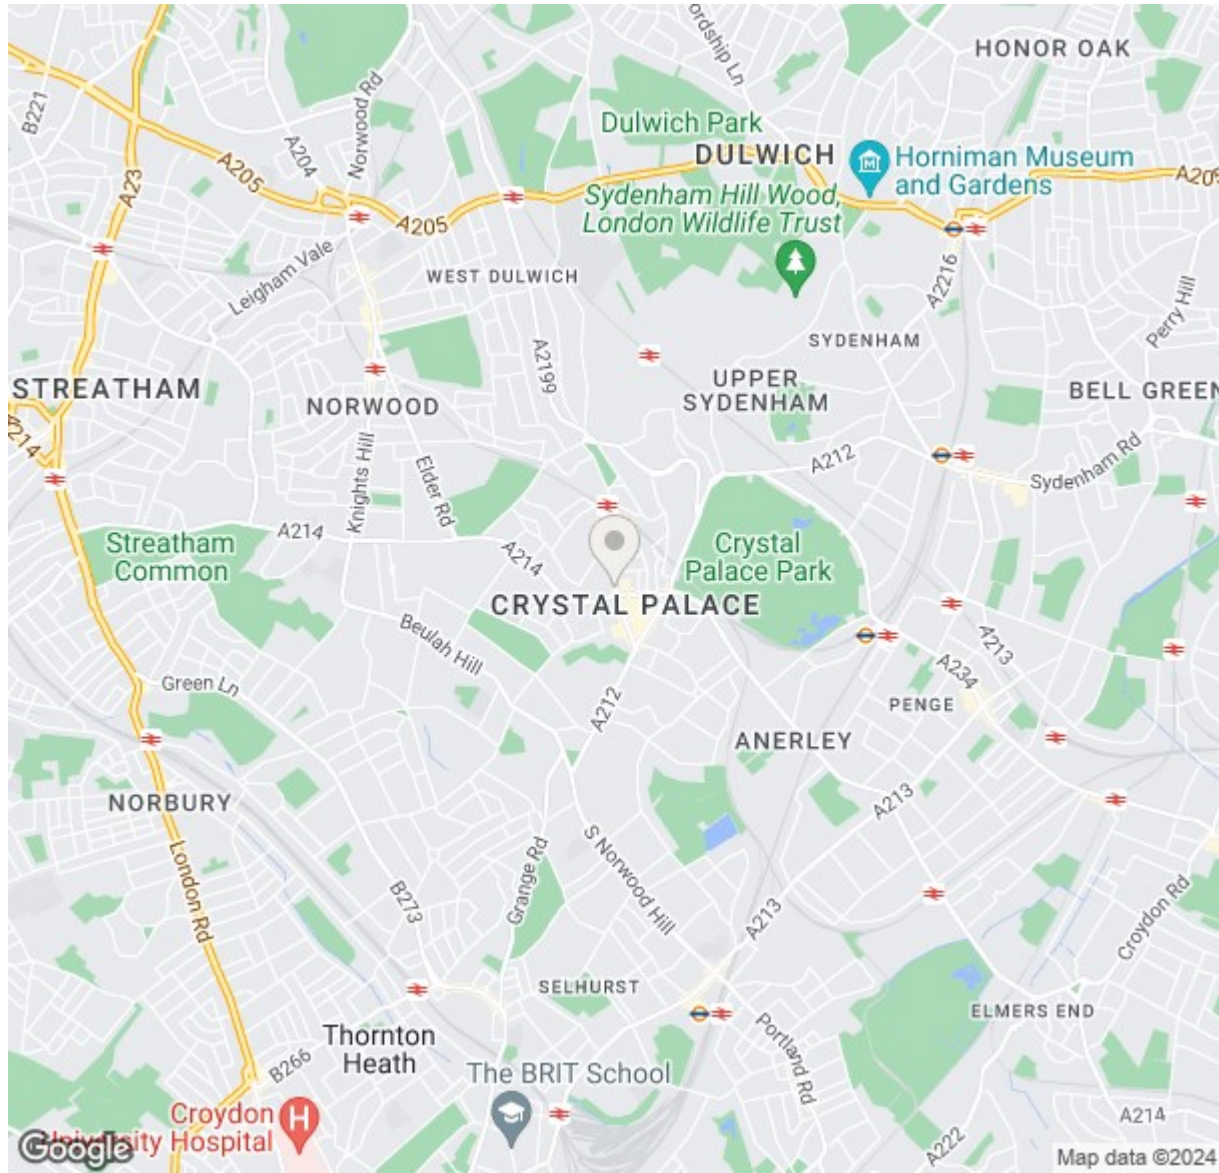 ordship Ln
HONOR OAK
B221
A204
Norwood Rd
Dulwich Park
DULWICH
Horniman Museum
and Gardens
A205
A23
A205
A205
Sydenham Hill Wood,
London Wildlife Trust
Leigham Vale
WEST DULWICH
A2216
Perry Hill
SYDENHAM
A2199
STREATHAM
NORWOOD
UPPER
SYDENHAM
BELL GREEN
A214
Knights Hill
Elder Rd
A212
Sydenham Rd
Streatham
Common
A214
A214
Crystal
Palace Park
CRYSTAL PALACE
Beulah Hill
A213
A234
Green Ln
A212
PENGE
ANERLEY
NORBURY
A213
London Rd
S Norwood Hill
Grange Rd
B273
A213
Croydon Rd
SELHURST
ELMERS END
Thornton
Heath
Portland Rd
B266
The BRIT School
Croydon
University Hospital
H
A214
A222
Google
Map data ©2024